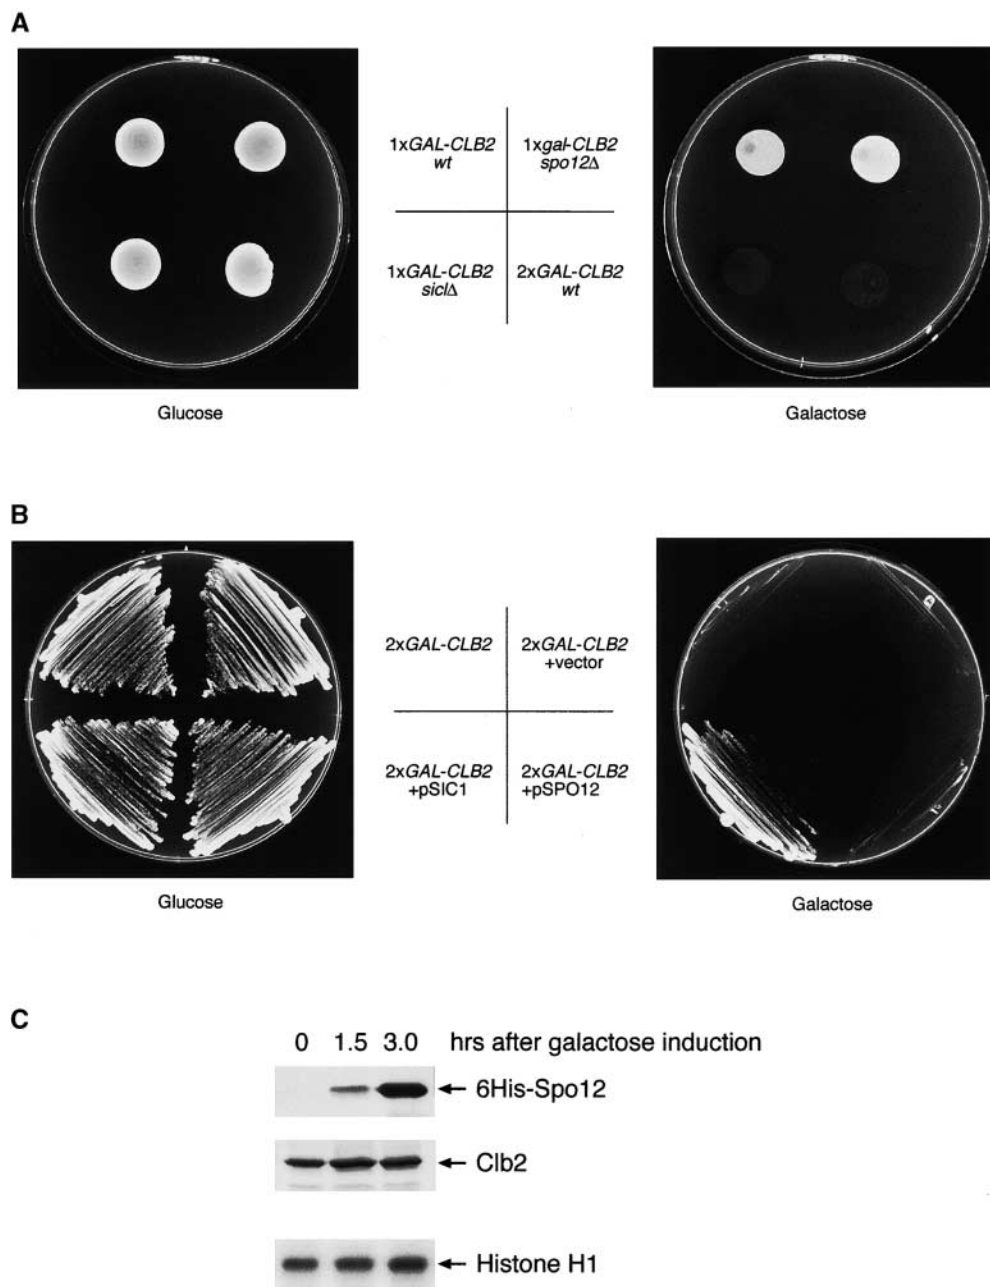 A
1xGAL-CLB2
wt
1xgal-CLB2
spo12Δ
1xGAL-CLB2
siclΔ
2xGAL-CLB2
wt
Glucose
Galactose
B
2xGAL-CLB2
2xGAL-CLB2
+vector
2xGAL-CLB2
+pSIC1
2xGAL-CLB2
+pSPO12
Glucose
Galactose
C
0 1.5 3.0 hrs after galactose induction
6His-Spo12
Clb2
Histone H1